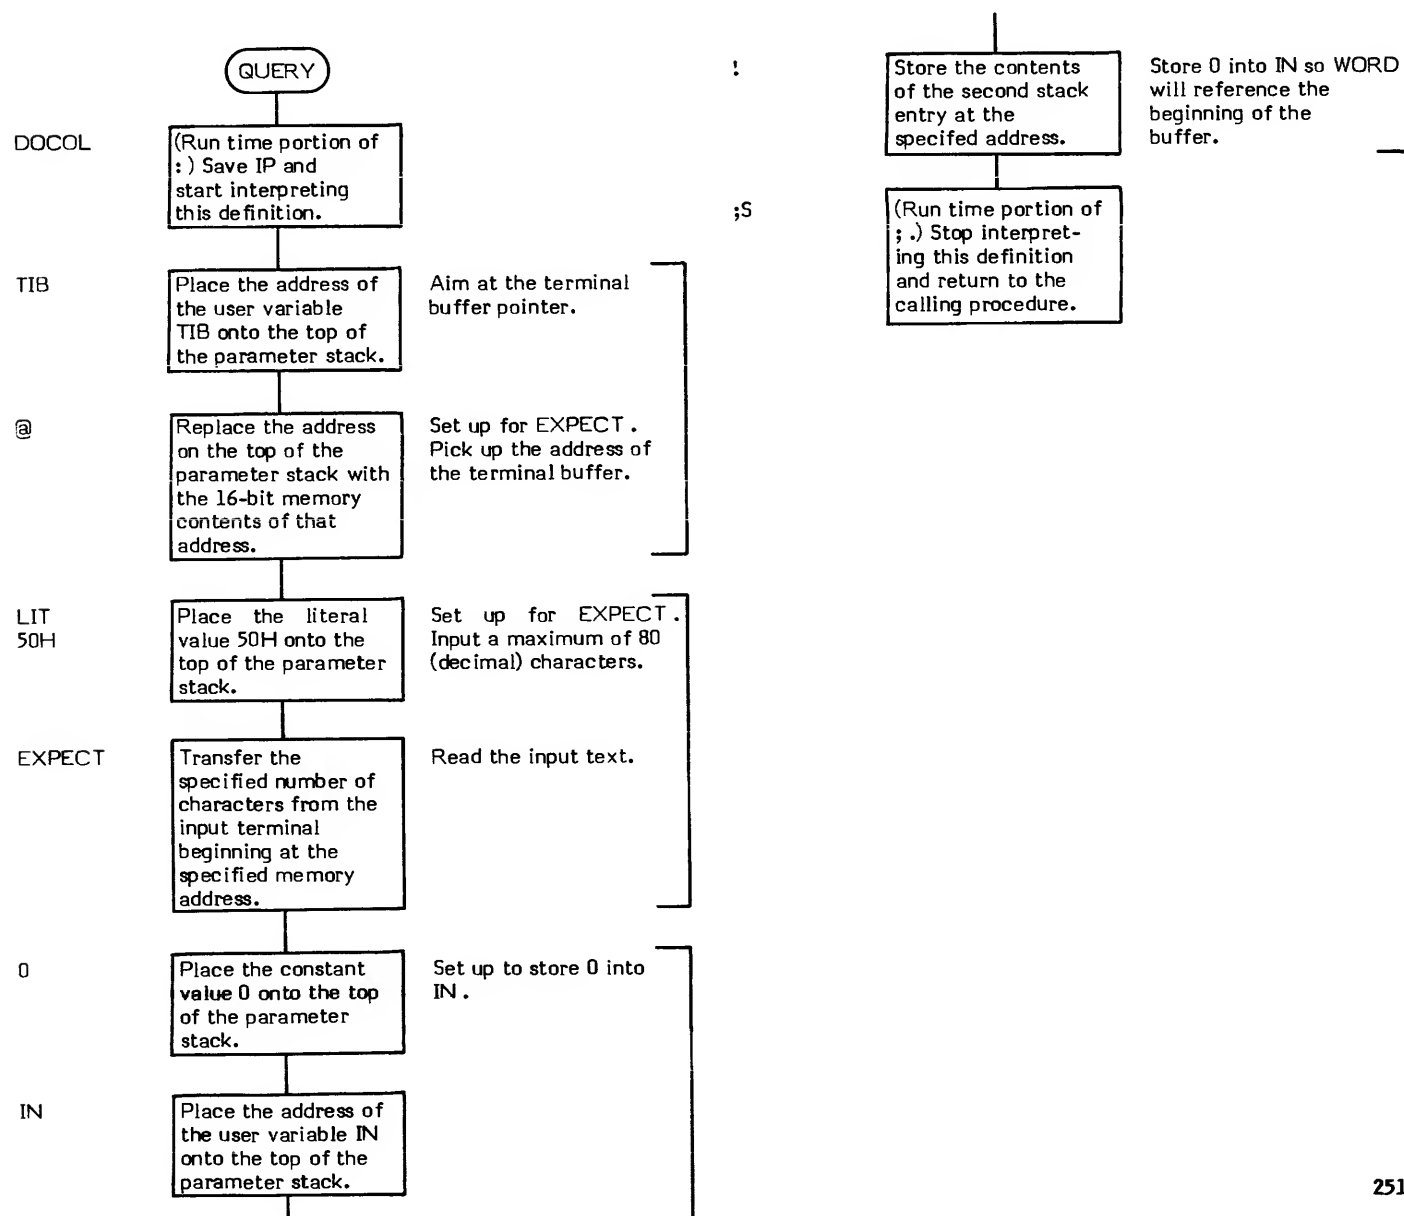 QUERY
DOCOL
(Run time portion of
: ) Save IP and
start interpreting
this definition.
TIB
Place the address of
the user variable
TIB onto the top of
the parameter stack.
Aim at the terminal
buffer pointer.
@
Replace the address
on the top of the
parameter stack with
the 16-bit memory
contents of that
address.
Set up for EXPECT .
Pick up the address of
the terminal buffer.
LIT
50H
Place the literal
value 50H onto the
top of the parameter
stack.
Set up for EXPECT .
Input a maximum of 80
(decimal) characters.
EXPECT
Transfer the
specified number of
characters from the
input terminal
beginning at the
specified memory
address.
Read the input text.
0
Place the constant
value 0 onto the top
of the parameter
stack.
Set up to store 0 into
IN .
IN
Place the address of
the user variable IN
onto the top of the
parameter stack.
!
Store the contents
of the second stack
entry at the
specifed address.
Store 0 into IN so WORD
will reference the
beginning of the
buffer.
;S
(Run time portion of
; .) Stop interpret-
ing this definition
and return to the
calling procedure.
251